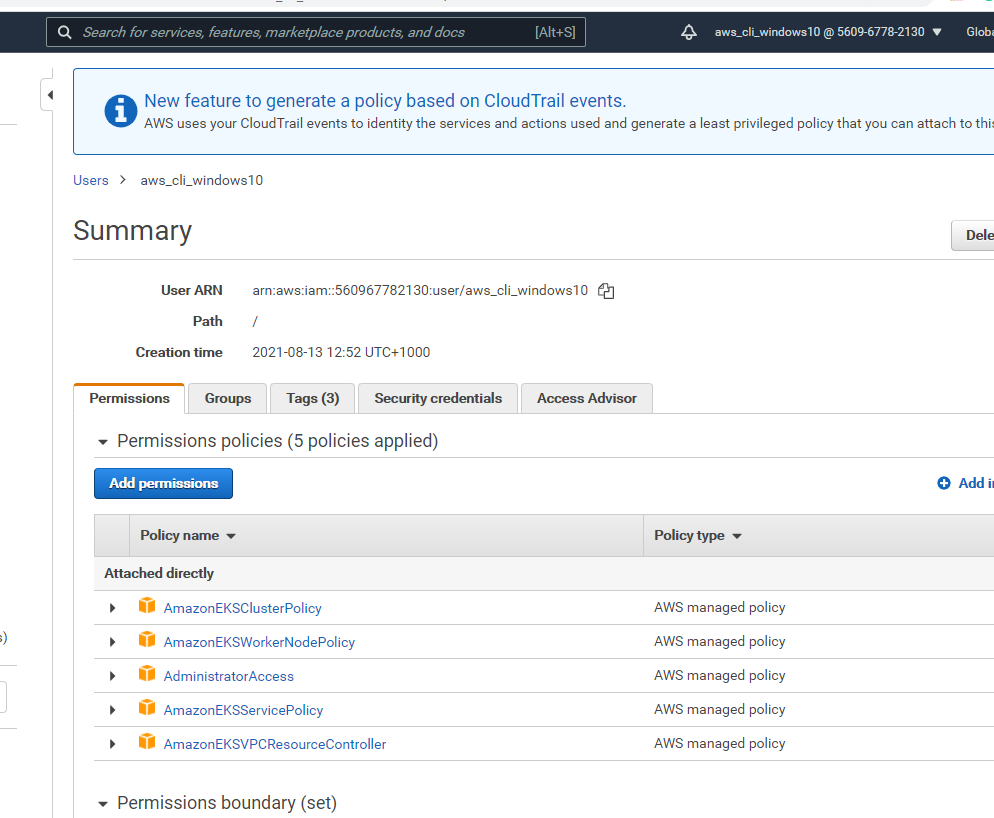 Search for services, features, marketplace products, and docs [Alt+S] aws_cli_windows10 @ 5609-6778-2130 Globa
New feature to generate a policy based on CloudTrail events.
AWS uses your CloudTrail events to identity the services and actions used and generate a least privileged policy that you can attach to this
Users > aws_cli_windows10
Summary
Dele
User ARN arn:aws:iam::560967782130:user/aws_cli_windows10
Path /
Creation time 2021-08-13 12:52 UTC+1000
Permissions Groups Tags (3) Security credentials Access Advisor
Permissions policies (5 policies applied)
Add permissions Add in
Policy name Policy type
Attached directly
AmazonEKSClusterPolicy AWS managed policy
s)
AmazonEKSWorkerNodePolicy AWS managed policy
AdministratorAccess AWS managed policy
AmazonEKSServicePolicy AWS managed policy
AmazonEKSVPCResourceController AWS managed policy
Permissions boundary (set)